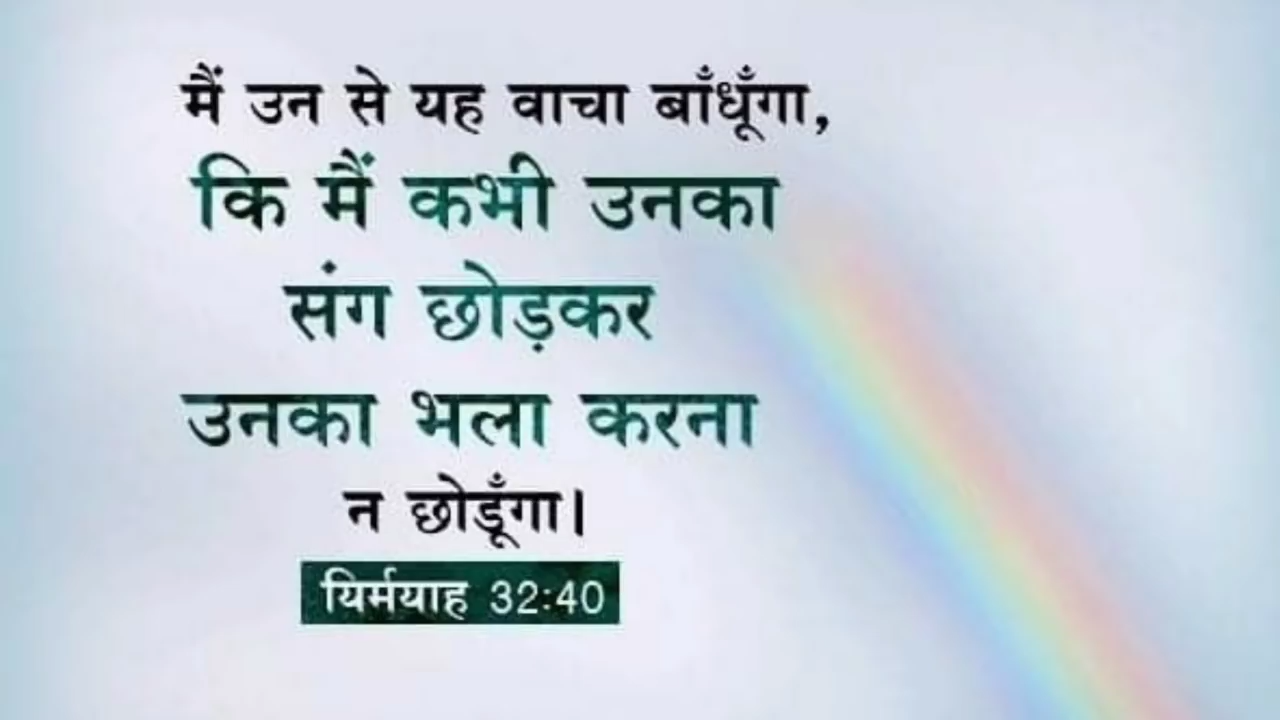 मैं उन से यह वाचा बाँधूँगा,
कि मैं कभी उनका
संग छोड़कर
उनका भला करना
न छोडूँगा।
यिर्मयाह 32:40